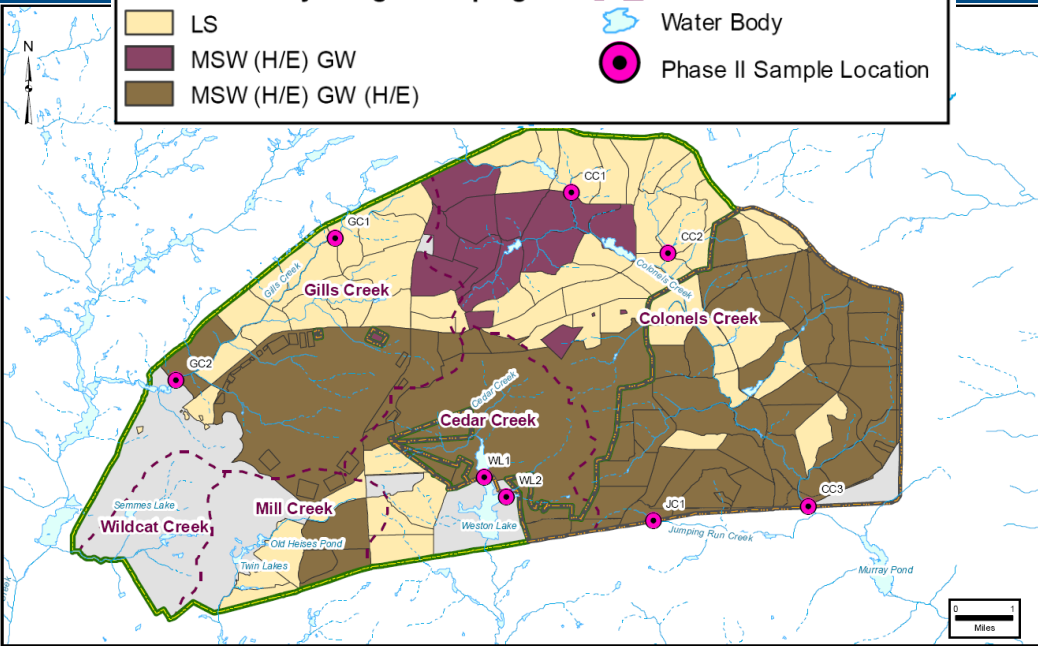 LS
Water Body
MSW (H/E) GW
Phase II Sample Location
MSW (H/E) GW (H/E)
N
CC1
GC1
CC2
Gills Creek
Colonels Creek
Gills Creek
Colonels Creek
GC2
Cedar Creek
Cedar Creek
WL1
WL2
CC3
Semmes Lake
Mill Creek
JC1
Wildcat Creek
Weston Lake
Jumping Run Creek
Old Heises Pond
Twin Lakes
Murray Pond
0 1
Miles